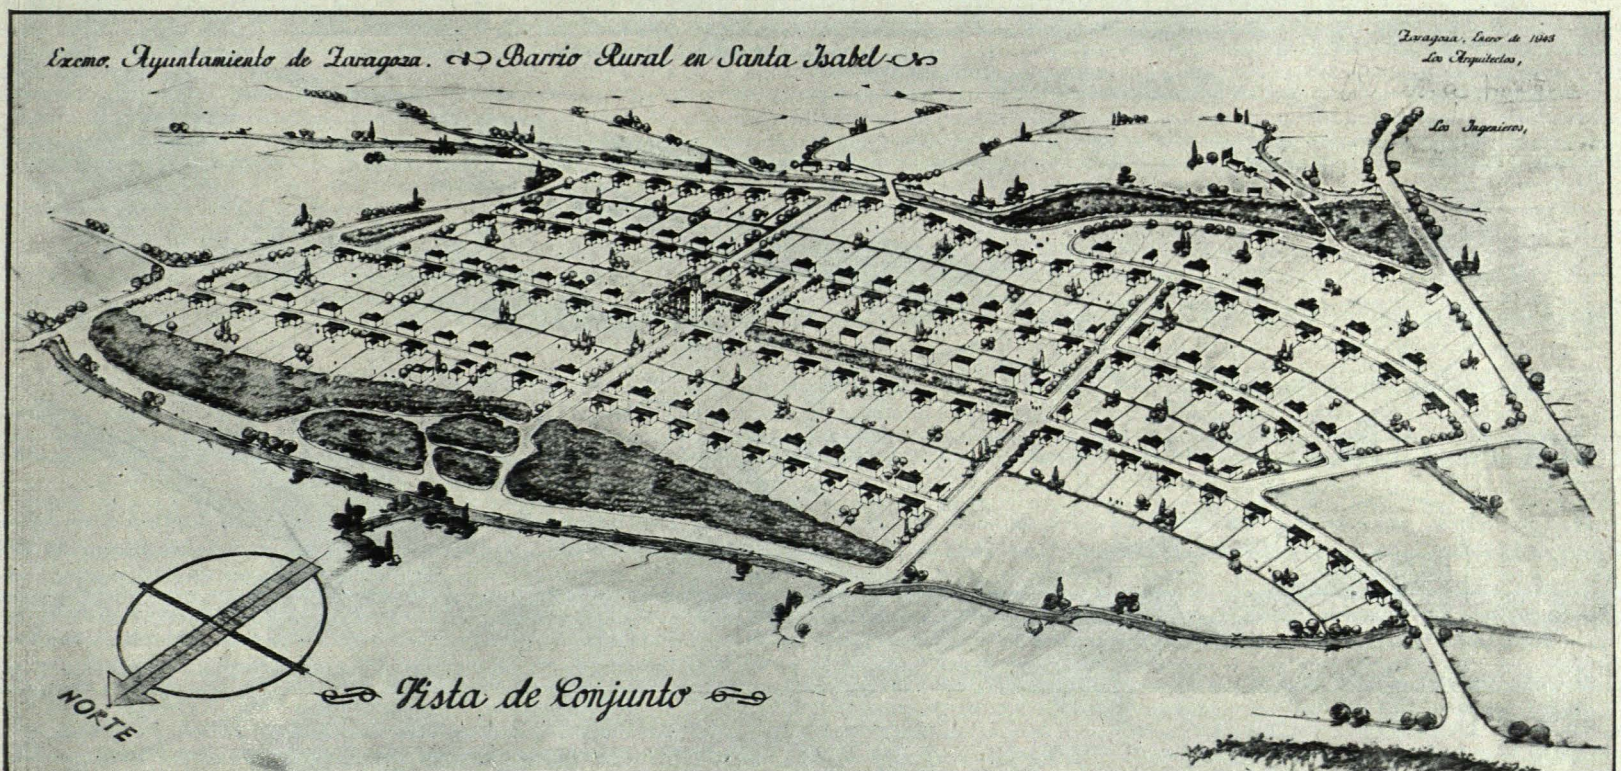 Excmo. Ayuntamiento de Zaragoza. Barrio Rural en Santa Isabel
Zaragoza, Enero de 1943
Los Arquitectos,
Los Ingenieros,
NORTE
Vista de Conjunto